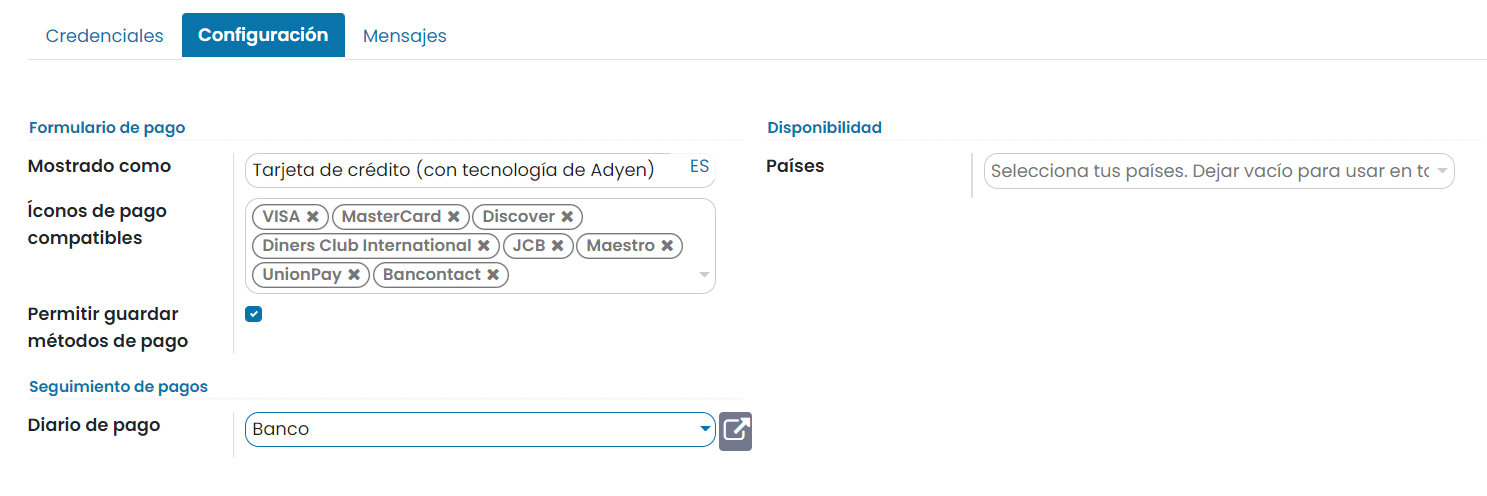 Credenciales Configuración Mensajes
Formulario de pago
Mostrado como
Tarjeta de crédito (con tecnología de Adyen) ES
Íconos de pago
compatibles
VISA ✖ MasterCard ✖ Discover ✖
Diners Club International ✖ JCB ✖ Maestro ✖
UnionPay ✖ Bancontact ✖
Permitir guardar
métodos de pago
Seguimiento de pagos
Diario de pago
Banco
Disponibilidad
Países
Selecciona tus países. Dejar vacío para usar en to